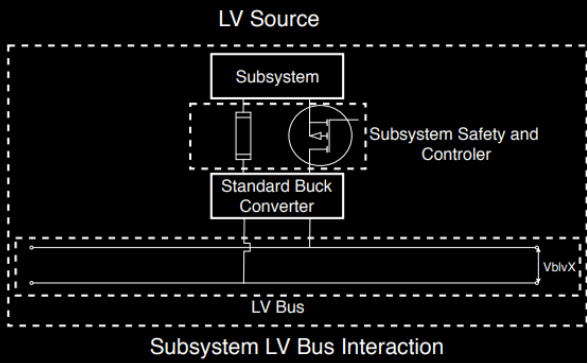 LV Source
Subsystem
Subsystem Safety and
Controler
Standard Buck
Converter
VblvX
LV Bus
Subsystem LV Bus Interaction